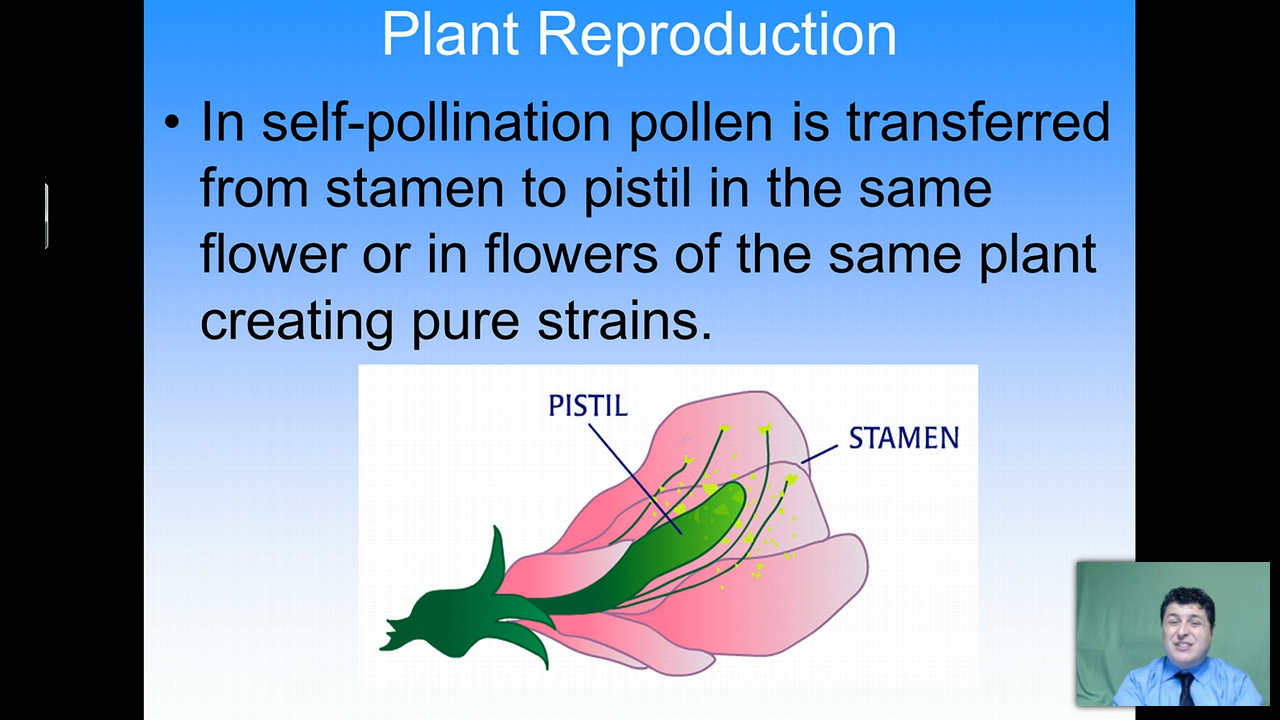 Plant Reproduction
• In self-pollination pollen is transferred
from stamen to pistil in the same
flower or in flowers of the same plant
creating pure strains.
PISTIL
STAMEN